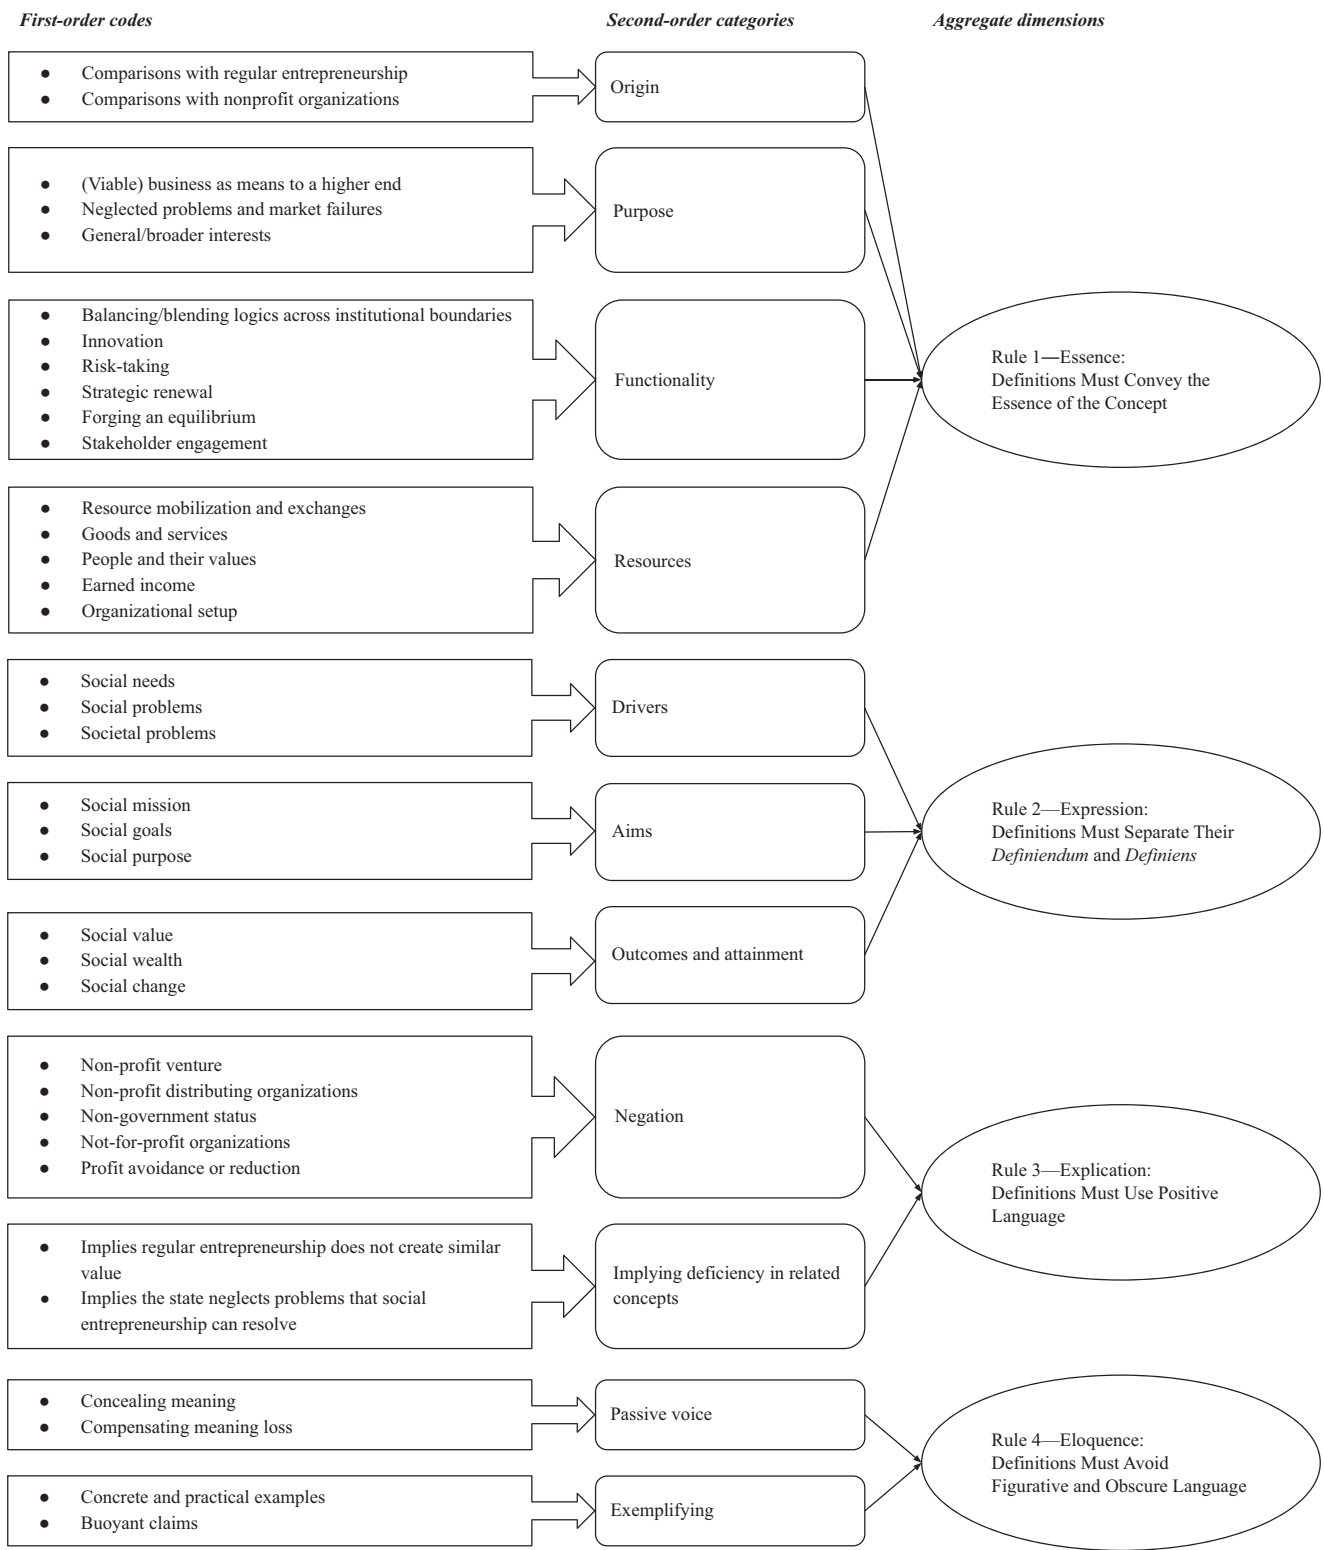 First-order codes
Second-order categories
Aggregate dimensions
● Comparisons with regular entrepreneurship
● Comparisons with nonprofit organizations
Origin
● (Viable) business as means to a higher end
● Neglected problems and market failures
● General/broader interests
Purpose
● Balancing/blending logics across institutional boundaries
● Innovation
● Risk-taking
● Strategic renewal
● Forging an equilibrium
● Stakeholder engagement
Functionality
Rule 1—Essence:
Definitions Must Convey the
Essence of the Concept
● Resource mobilization and exchanges
● Goods and services
● People and their values
● Earned income
● Organizational setup
Resources
● Social needs
● Social problems
● Societal problems
Drivers
● Social mission
● Social goals
● Social purpose
Aims
Rule 2—Expression:
Definitions Must Separate Their
Definiendum and Definiens
● Social value
● Social wealth
● Social change
Outcomes and attainment
● Non-profit venture
● Non-profit distributing organizations
● Non-government status
● Not-for-profit organizations
● Profit avoidance or reduction
Negation
Rule 3—Explication:
Definitions Must Use Positive
Language
● Implies regular entrepreneurship does not create similar
value
● Implies the state neglects problems that social
entrepreneurship can resolve
Implying deficiency in related
concepts
● Concealing meaning
● Compensating meaning loss
Passive voice
Rule 4—Eloquence:
Definitions Must Avoid
Figurative and Obscure Language
● Concrete and practical examples
● Buoyant claims
Exemplifying